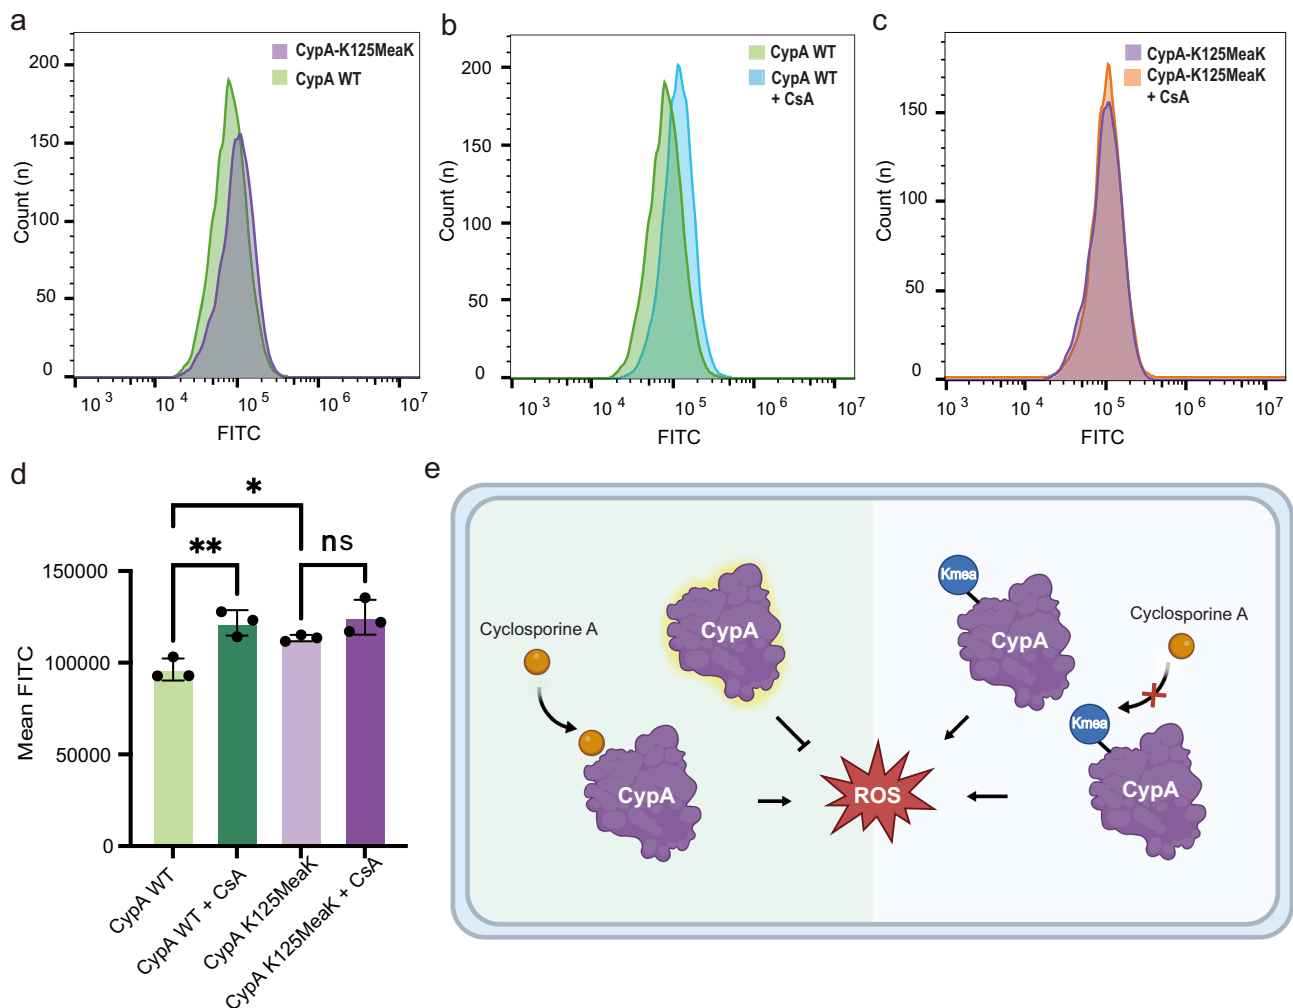 a
CypA-K125MeaK
CypA WT
200
150
100
50
0
Count (n)
10 3
10 4
10 5
10 6
10 7
FITC
b
CypA WT
CypA WT
+ CsA
200
150
100
50
0
Count (n)
10 3
10 4
10 5
10 6
10 7
FITC
c
CypA-K125MeaK
CypA-K125MeaK
+ CsA
150
100
50
0
Count (n)
10 3
10 4
10 5
10 6
10 7
FITC
d
*
**
ns
150000
100000
50000
0
Mean FITC
CypA WT
CypA WT + CsA
CypA K125MeaK
CypA K125MeaK + CsA
e
Cyclosporine A
CypA
CypA
ROS
Kmea
CypA
Cyclosporine A
Kmea
CypA